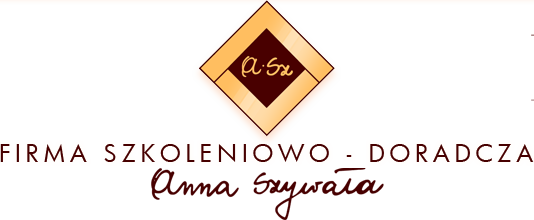 a. Sz
FIRMA SZKOLENIOWO - DORADCZA
Anna Szywała